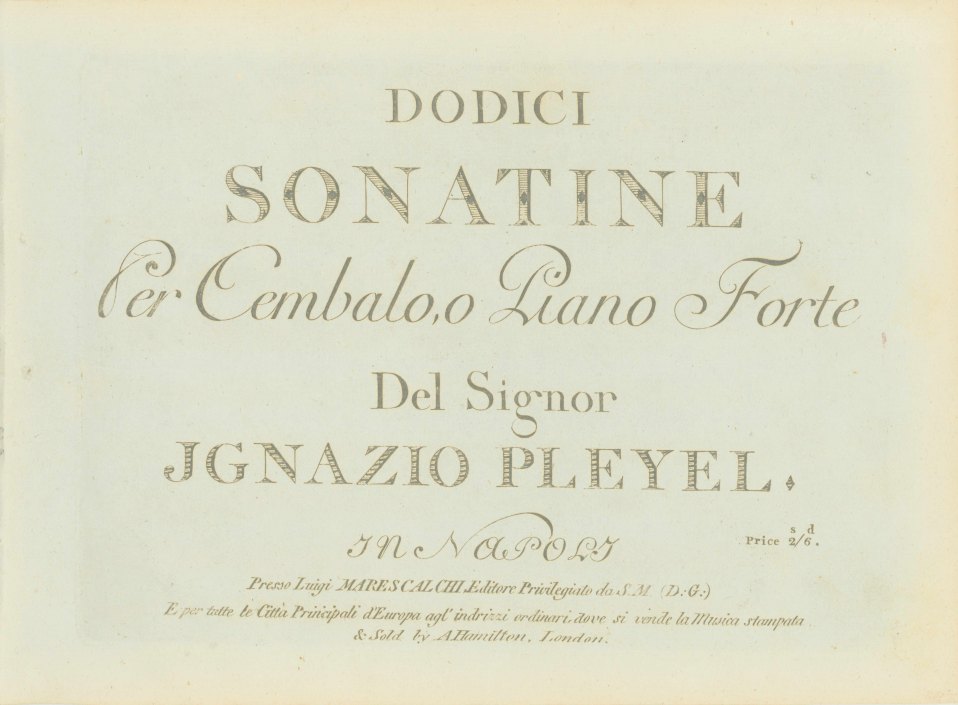 DODICI
SONATINE
Per Cembalo, o Piano Forte
Del Signor
JGNAZIO PLEYEL.
IN NAPOLI
Price 2/6.
s d
Presso Luigi MARESCALCHI, Editore Privilegiato da S. M. (D: G:)
E per tutte le Città Principali d'Europa agl' indrizzi ordinari, dove si vende la Musica stampata
& Sold by A. Hamilton, London.